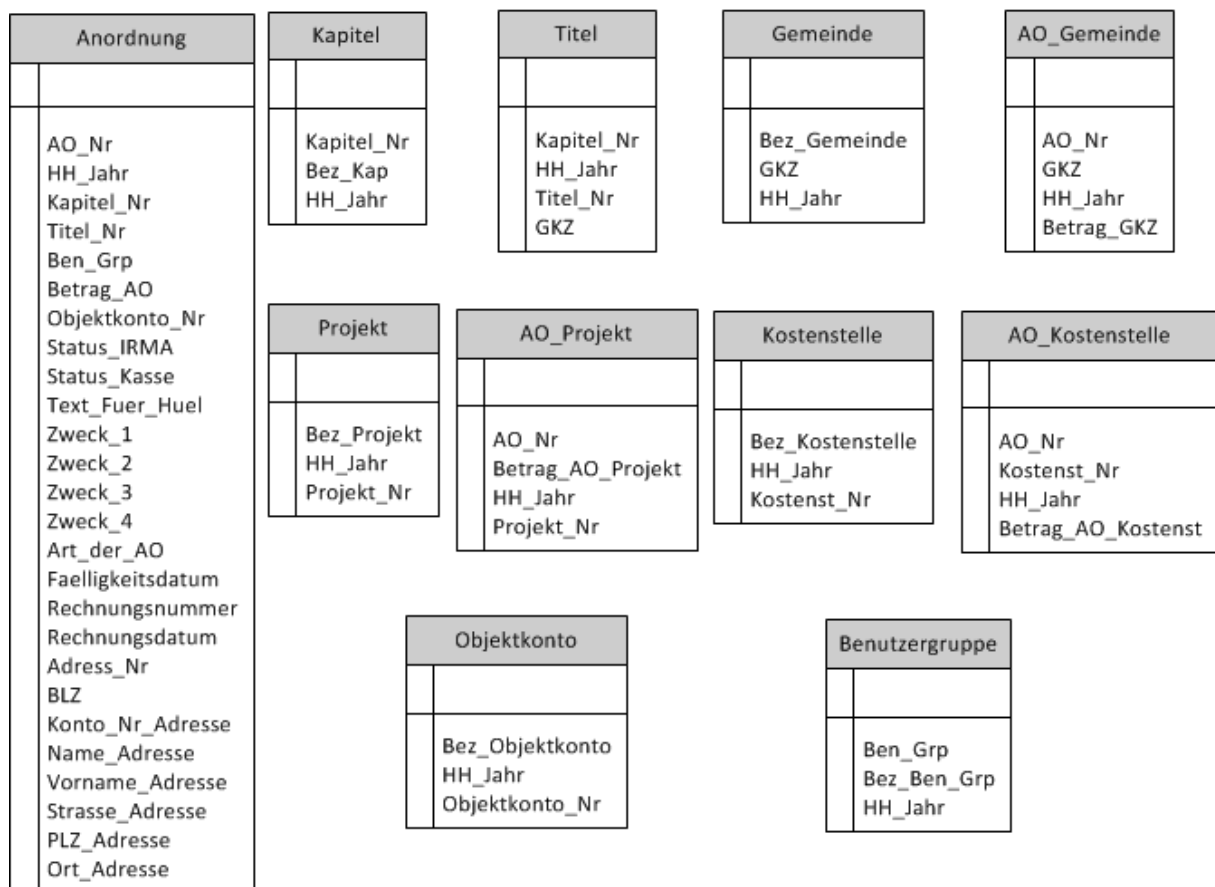 Anordnung
AO_Nr
HH_Jahr
Kapitel_Nr
Titel_Nr
Ben_Grp
Betrag_AO
Objektkonto_Nr
Status_IRMA
Status_Kasse
Text_Fuer_Huel
Zweck_1
Zweck_2
Zweck_3
Zweck_4
Art_der_AO
Faelligkeitsdatum
Rechnungsnummer
Rechnungsdatum
Adress_Nr
BLZ
Konto_Nr_Adresse
Name_Adresse
Vorname_Adresse
Strasse_Adresse
PLZ_Adresse
Ort_Adresse
Kapitel
Kapitel_Nr
Bez_Kap
HH_Jahr
Titel
Kapitel_Nr
HH_Jahr
Titel_Nr
GKZ
Gemeinde
Bez_Gemeinde
GKZ
HH_Jahr
AO_Gemeinde
AO_Nr
GKZ
HH_Jahr
Betrag_GKZ
Projekt
Bez_Projekt
HH_Jahr
Projekt_Nr
AO_Projekt
AO_Nr
Betrag_AO_Projekt
HH_Jahr
Projekt_Nr
Kostenstelle
Bez_Kostenstelle
HH_Jahr
Kostenst_Nr
AO_Kostenstelle
AO_Nr
Kostenst_Nr
HH_Jahr
Betrag_AO_Kostenst
Objektkonto
Bez_Objektkonto
HH_Jahr
Objektkonto_Nr
Benutzergruppe
Ben_Grp
Bez_Ben_Grp
HH_Jahr